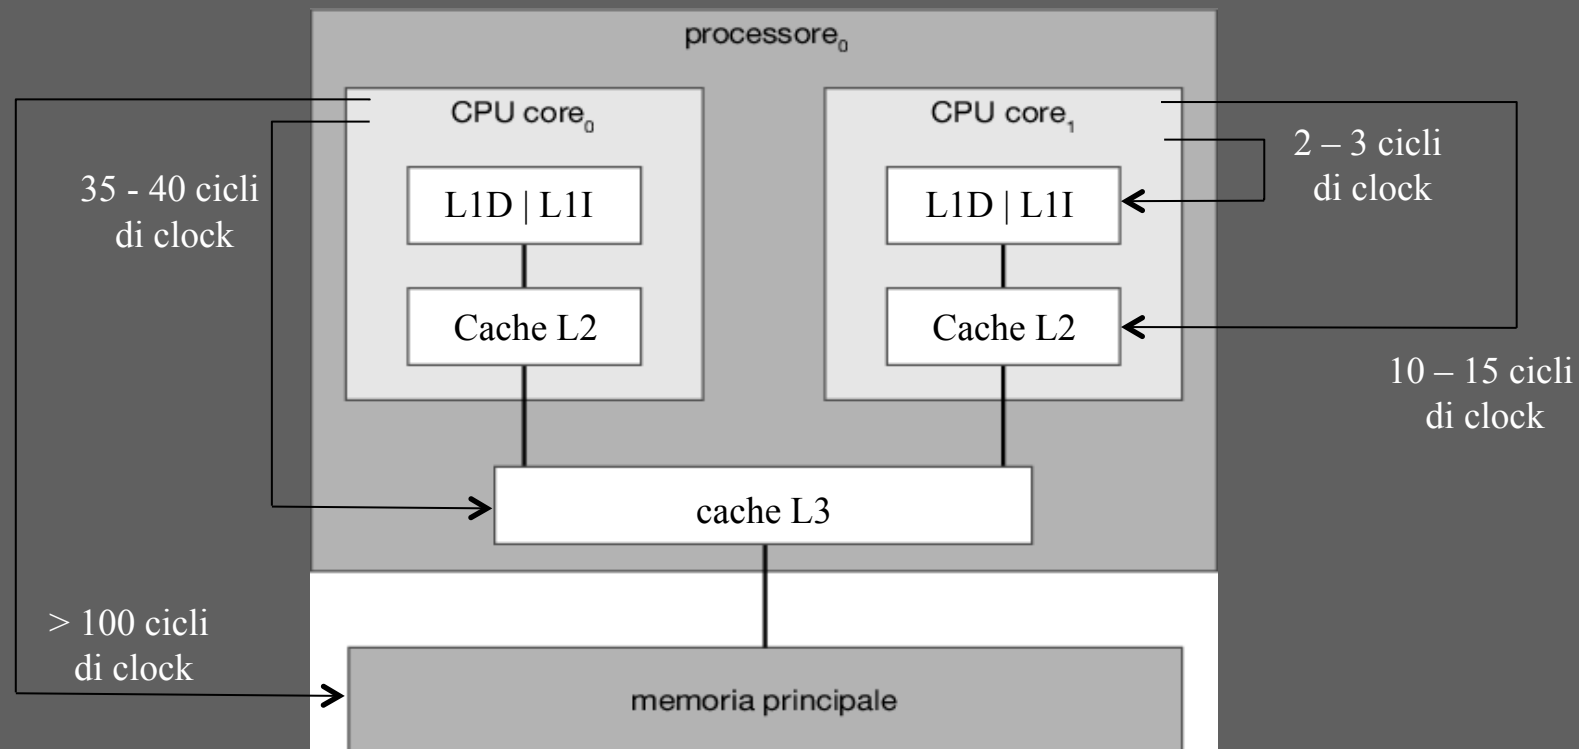 processore₀
CPU core₀
CPU core₁
2 – 3 cicli
di clock
35 - 40 cicli
di clock
L1D | L1I
L1D | L1I
Cache L2
Cache L2
10 – 15 cicli
di clock
cache L3
> 100 cicli
di clock
memoria principale